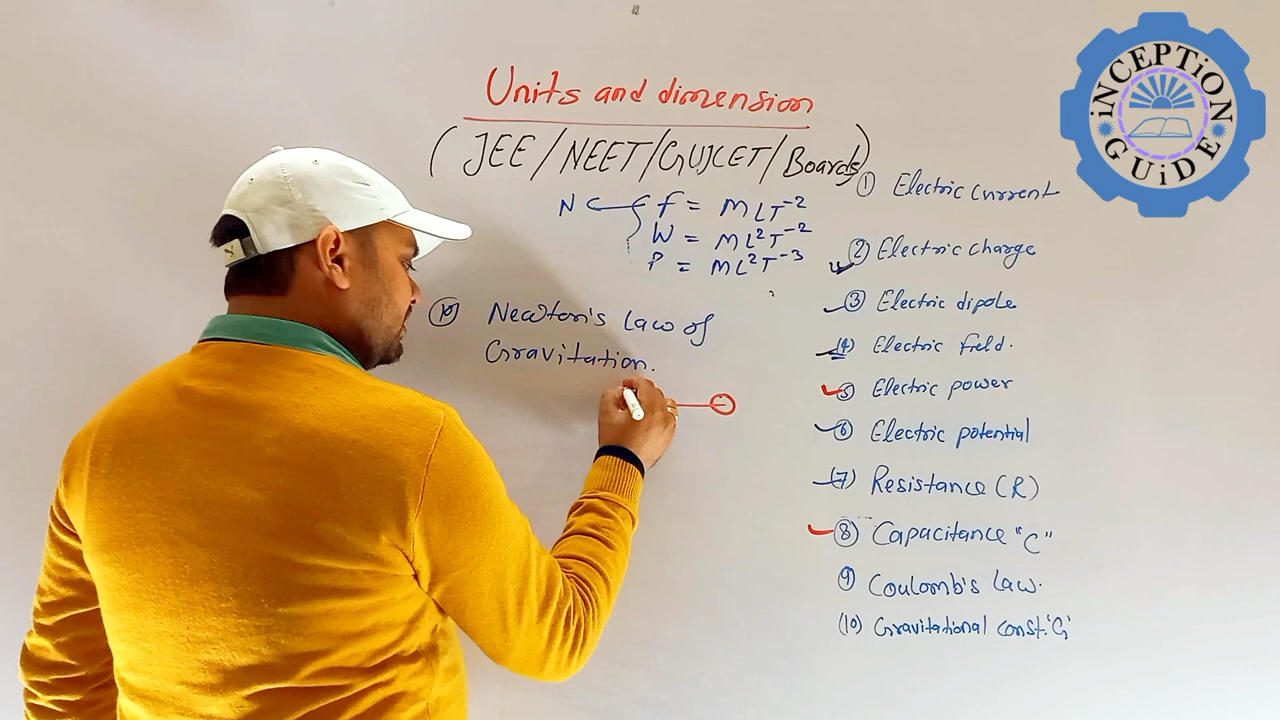 Units and dimension
(JEE/NEET/GUJCET/Boards)
N f = MLT⁻²
W = ML²T⁻²
P = ML²T⁻³
(10) Newton's law of
Gravitation.
(1) Electric current
(2) Electric charge
(3) Electric dipole
(4) Electric field.
(5) Electric power
(6) Electric potential
(7) Resistance (R)
(8) Capacitance "C"
(9) Coulomb's law.
(10) Gravitational const. 'G'
iNCEPTiON
GUiDE